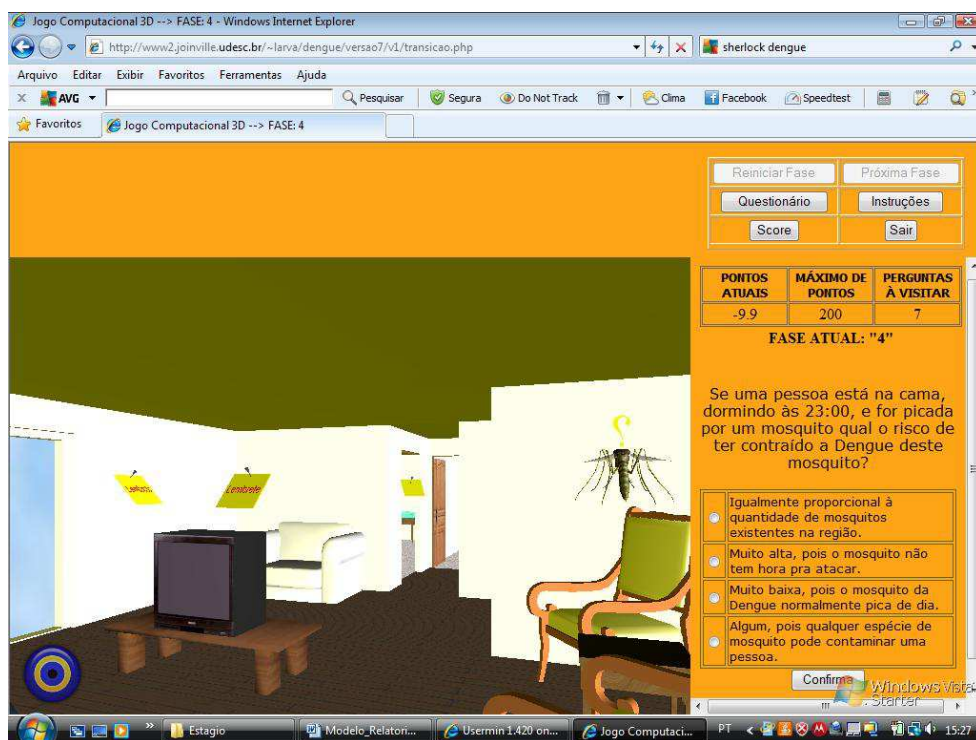 Jogo Computacional 3D --> FASE: 4 - Windows Internet Explorer
http://www2.joinville.udesc.br/~larva/dengue/versao7/v1/transicao.php
sherlock dengue
Arquivo Editar Exibir Favoritos Ferramentas Ajuda
x AVG Pesquisar Segura Do Not Track Clima Facebook Speedtest
Favoritos Jogo Computacional 3D --> FASE: 4
Reiniciar Fase Próxima Fase
Questionário Instruções
Score Sair
PONTOS ATUAIS MÁXIMO DE PONTOS PERGUNTAS À VISITAR
-9.9 200 7
FASE ATUAL: "4"
Se uma pessoa está na cama,
dormindo às 23:00, e for picada
por um mosquito qual o risco de
ter contraído a Dengue deste
mosquito?
Igualmente proporcional à
quantidade de mosquitos
existentes na região.
Muito alta, pois o mosquito não
tem hora pra atacar.
Muito baixa, pois o mosquito da
Dengue normalmente pica de dia.
Algum, pois qualquer espécie de
mosquito pode contaminar uma
pessoa.
Confirma
Lembrete
Windows Vista
Starter
Estagio Modelo_Relatori... Usermin 1.420 on... Jogo Computaci... PT 15:27